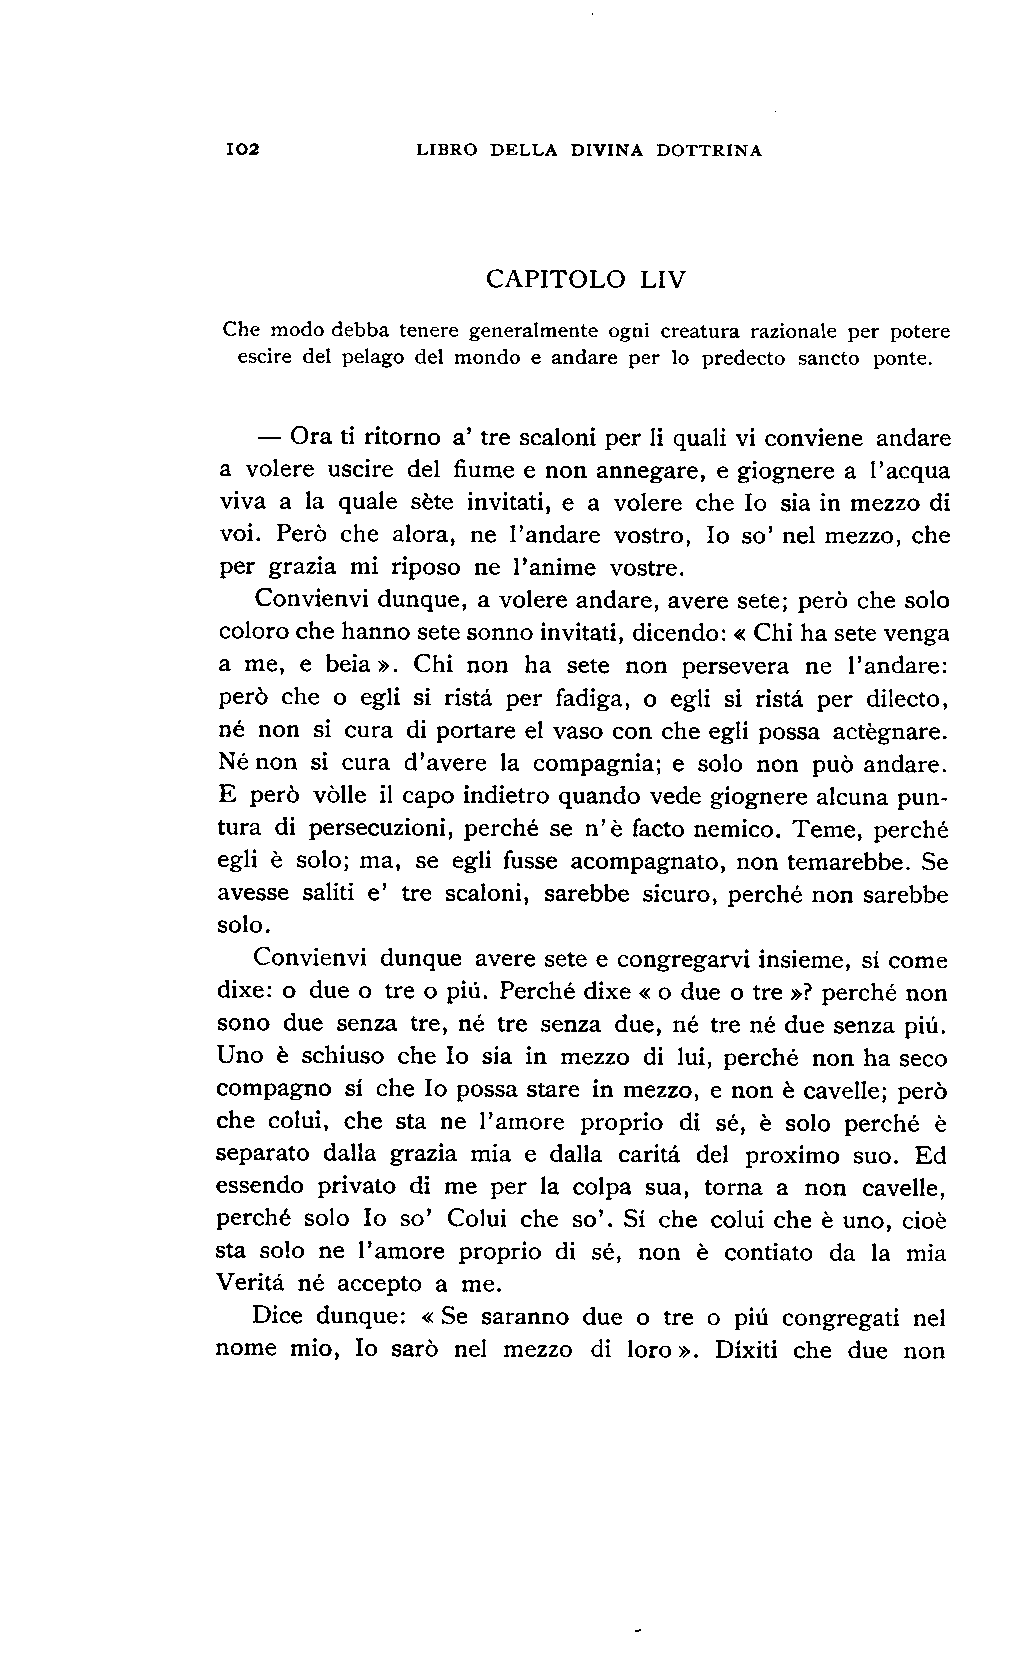 102 LIBRO DELLA DIVINA DOTTRINA
CAPITOLO LIV
Che modo debba tenere generalmente ogni creatura razionale per potere
escire del pelago del mondo e andare per lo predecto sancto ponte.
— Ora ti ritorno a' tre scaloni per li quali vi conviene andare
a volere uscire del fiume e non annegare, e giognere a l'acqua
viva a la quale sète invitati, e a volere che Io sia in mezzo di
voi. Però che alora, ne l'andare vostro, Io so' nel mezzo, che
per grazia mi riposo ne l'anime vostre.
Convienvi dunque, a volere andare, avere sete; però che solo
coloro che hanno sete sonno invitati, dicendo: « Chi ha sete venga
a me, e beia ». Chi non ha sete non persevera ne l'andare:
però che o egli si ristá per fadiga, o egli si ristá per dilecto,
né non si cura di portare el vaso con che egli possa actègnare.
Né non si cura d'avere la compagnia; e solo non può andare.
E però vòlle il capo indietro quando vede giognere alcuna pun-
tura di persecuzioni, perché se n'è facto nemico. Teme, perché
egli è solo; ma, se egli fusse acompagnato, non temarebbe. Se
avesse saliti e' tre scaloni, sarebbe sicuro, perché non sarebbe
solo.
Convienvi dunque avere sete e congregarvi insieme, sí come
dixe: o due o tre o piú. Perché dixe « o due o tre »? perché non
sono due senza tre, né tre senza due, né tre né due senza piú.
Uno è schiuso che Io sia in mezzo di lui, perché non ha seco
compagno sí che Io possa stare in mezzo, e non è cavelle; però
che colui, che sta ne l'amore proprio di sé, è solo perché è
separato dalla grazia mia e dalla caritá del proximo suo. Ed
essendo privato di me per la colpa sua, torna a non cavelle,
perché solo Io so' Colui che so'. Sí che colui che è uno, cioè
sta solo ne l'amore proprio di sé, non è contiato da la mia
Veritá né accepto a me.
Dice dunque: « Se saranno due o tre o piú congregati nel
nome mio, Io sarò nel mezzo di loro ». Díxiti che due non